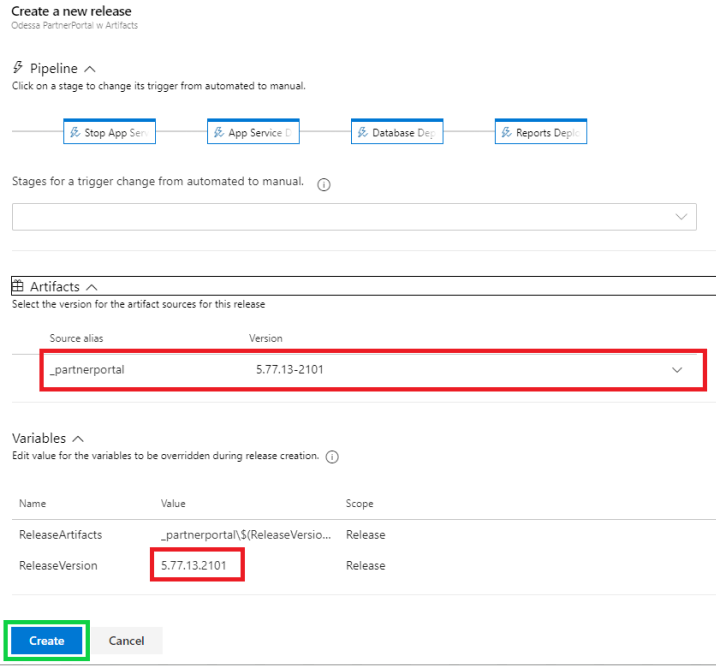 Create a new release
Odessa PartnerPortal w Artifacts
Pipeline
Click on a stage to change its trigger from automated to manual.
Stop App Serv App Service D Database Dep Reports Deplo
Stages for a trigger change from automated to manual.
Artifacts
Select the version for the artifact sources for this release
Source alias Version
_partnerportal 5.77.13-2101
Variables
Edit value for the variables to be overridden during release creation.
Name Value Scope
ReleaseArtifacts _partnerportal\$(ReleaseVersio... Release
ReleaseVersion 5.77.13.2101 Release
Create Cancel